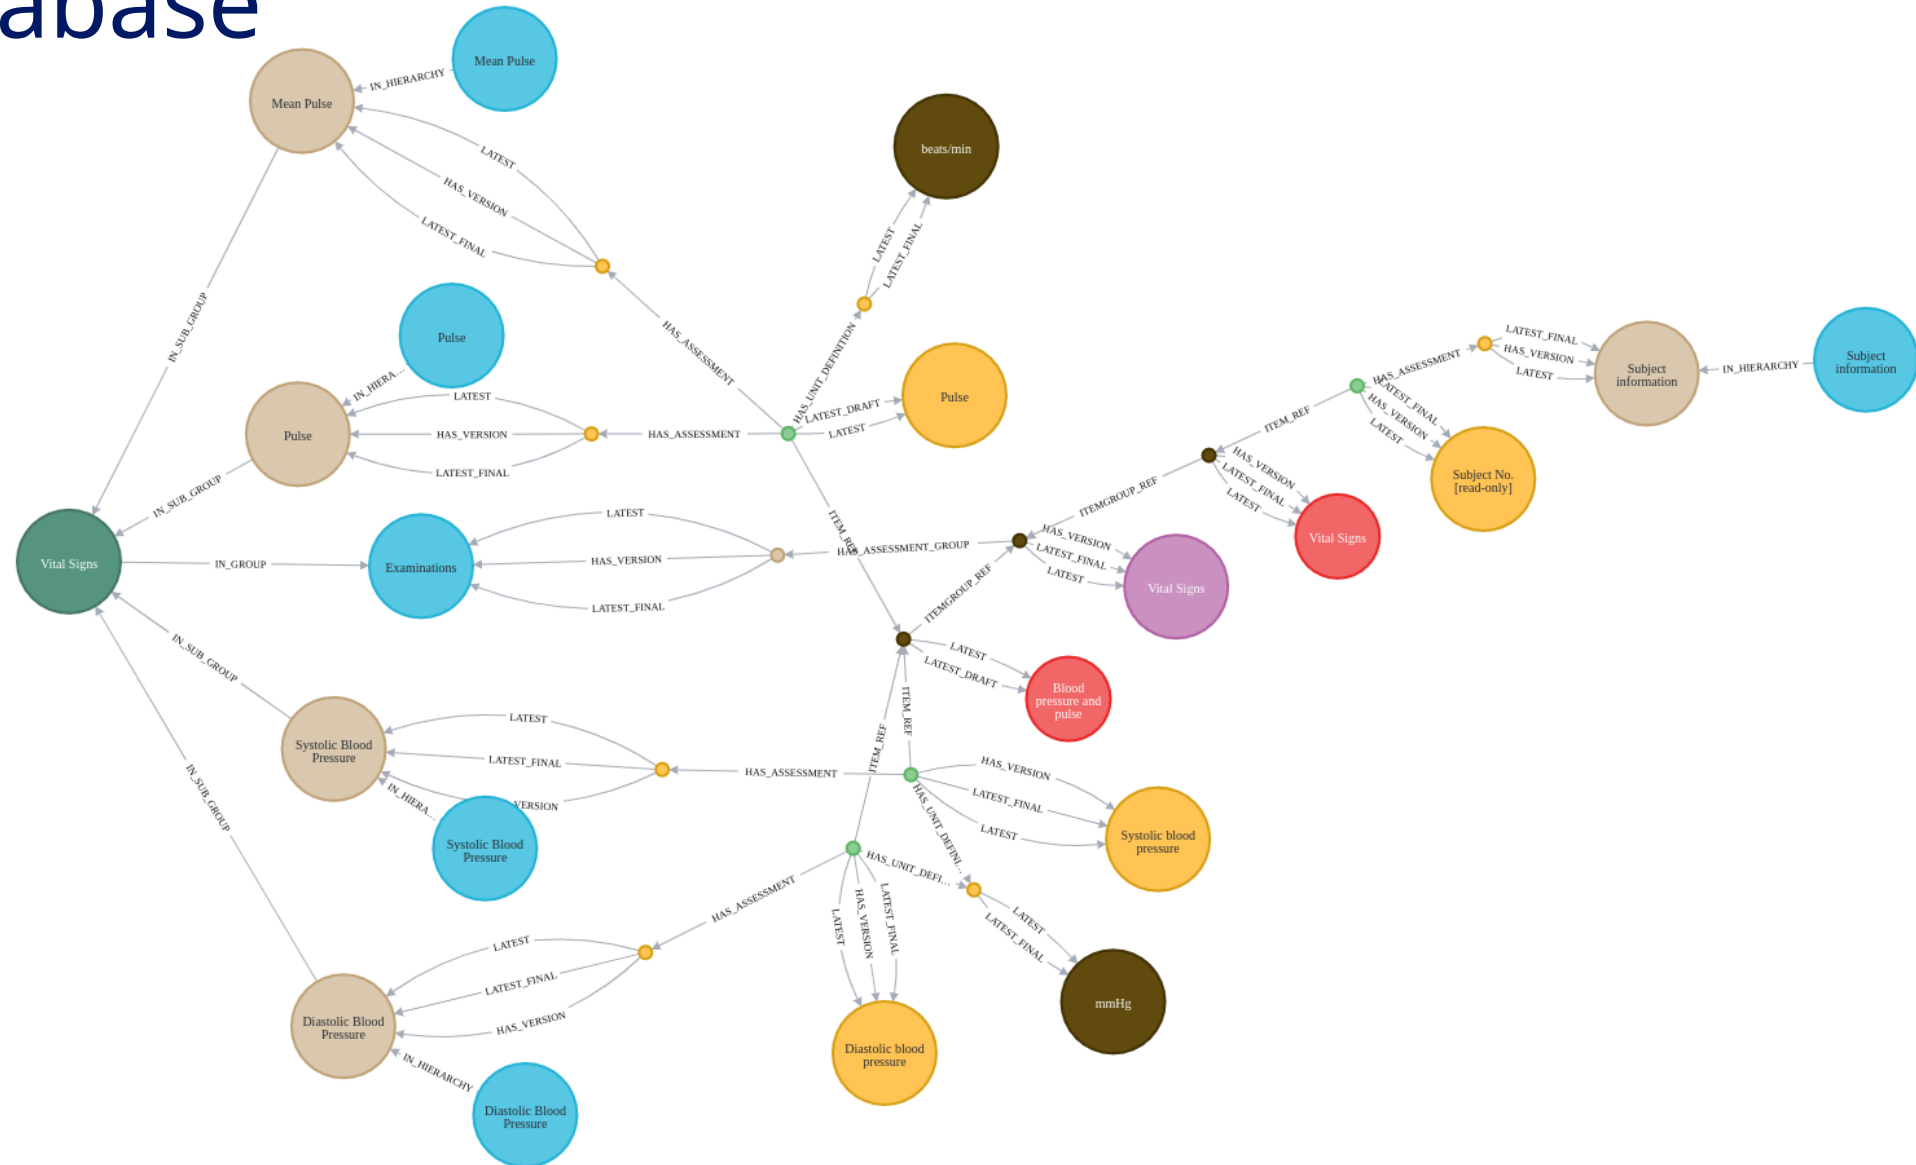 abase
Mean Pulse
IN_HIERARCHY
Mean Pulse
LATEST
HAS_VERSION
LATEST_FINAL
IN_SUB_GROUP
beats/min
LATEST
LATEST_FINAL
HAS_ASSESSMENT
HAS_UNIT_DEFINITION
Pulse
IN_HIERA...
LATEST
Pulse
HAS_VERSION
LATEST_FINAL
HAS_ASSESSMENT
LATEST_DRAFT
LATEST
Pulse
IN_SUB_GROUP
ITEM_REF
Vital Signs
IN_GROUP
Examinations
LATEST
HAS_VERSION
LATEST_FINAL
HAS_ASSESSMENT_GROUP
ITEMGROUP_REF
HAS_VERSION
LATEST_FINAL
LATEST
Vital Signs
ITEMGROUP_REF
HAS_VERSION
LATEST_FINAL
LATEST
Vital Signs
ITEM_REF
HAS_ASSESSMENT
LATEST_FINAL
HAS_VERSION
LATEST
Subject No.
[read-only]
LATEST_FINAL
HAS_VERSION
LATEST
Subject
information
IN_HIERARCHY
Subject
information
LATEST
LATEST_DRAFT
Blood
pressure and
pulse
ITEM_REF
ITEM_REF
IN_SUB_GROUP
Systolic Blood
Pressure
LATEST
LATEST_FINAL
VERSION
IN_HIERA...
Systolic Blood
Pressure
HAS_ASSESSMENT
HAS_VERSION
LATEST_FINAL
LATEST
Systolic blood
pressure
HAS_UNIT_DEFINI...
HAS_UNIT_DEFI...
LATEST
LATEST_FINAL
mmHg
IN_SUB_GROUP
HAS_ASSESSMENT
LATEST
HAS_VERSION
LATEST_FINAL
Diastolic blood
pressure
LATEST
LATEST_FINAL
HAS_VERSION
Diastolic Blood
Pressure
IN_HIERARCHY
Diastolic Blood
Pressure